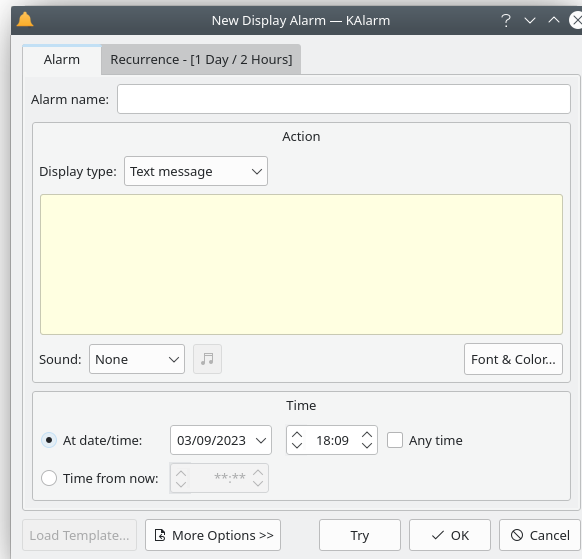 New Display Alarm — KAlarm
Alarm
Recurrence - [1 Day / 2 Hours]
Alarm name:
Action
Display type: Text message
Sound: None
Font & Color...
Time
At date/time: 03/09/2023 18:09 Any time
Time from now: **:**
Load Template... More Options >> Try OK Cancel